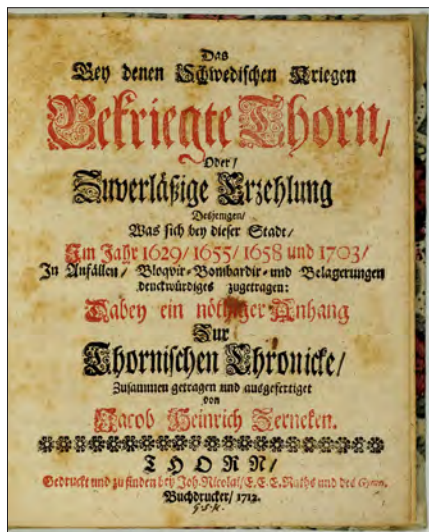 Das
Bey denen Schwedischen Kriegen
Bekriegte Thorn/
Oder/
Zuverläßige Erzehlung
Desjenigen/
Was sich bey dieser Stadt/
Im Jahr 1629/ 1655/ 1658 und 1703/
In Anfällen/ Bloqvir-Bombardir-und Belagerungen
denckwürdiges zugetragen:
Dabey ein nöthiger Anhang
Zur
Thornischen Chronicke/
Zusammen getragen und ausgefertiget
von
Jacob Heinrich Zerneken.
THORN/
Gedruckt und zu finden bey Joh. Nicolai/ E. E. E. Raths und des Gymn.
Buchdrucker/ 1712.